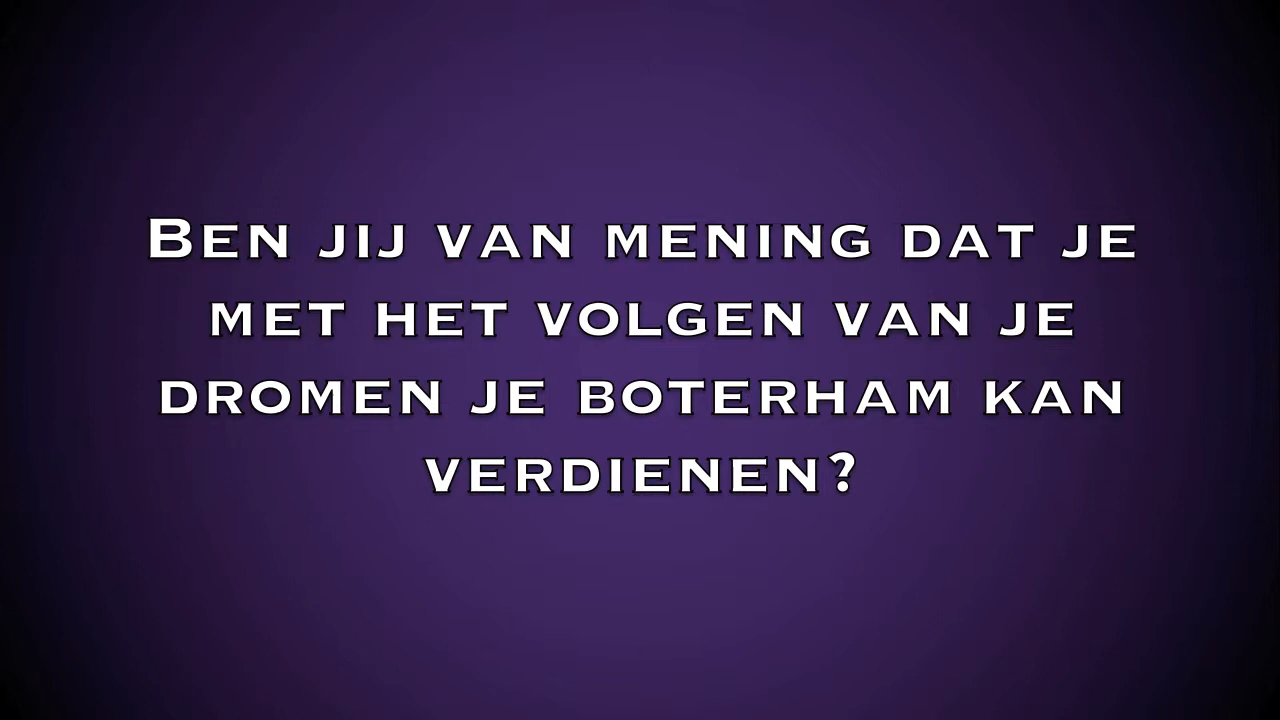 Ben jij van mening dat je
met het volgen van je
dromen je boterham kan
verdienen?